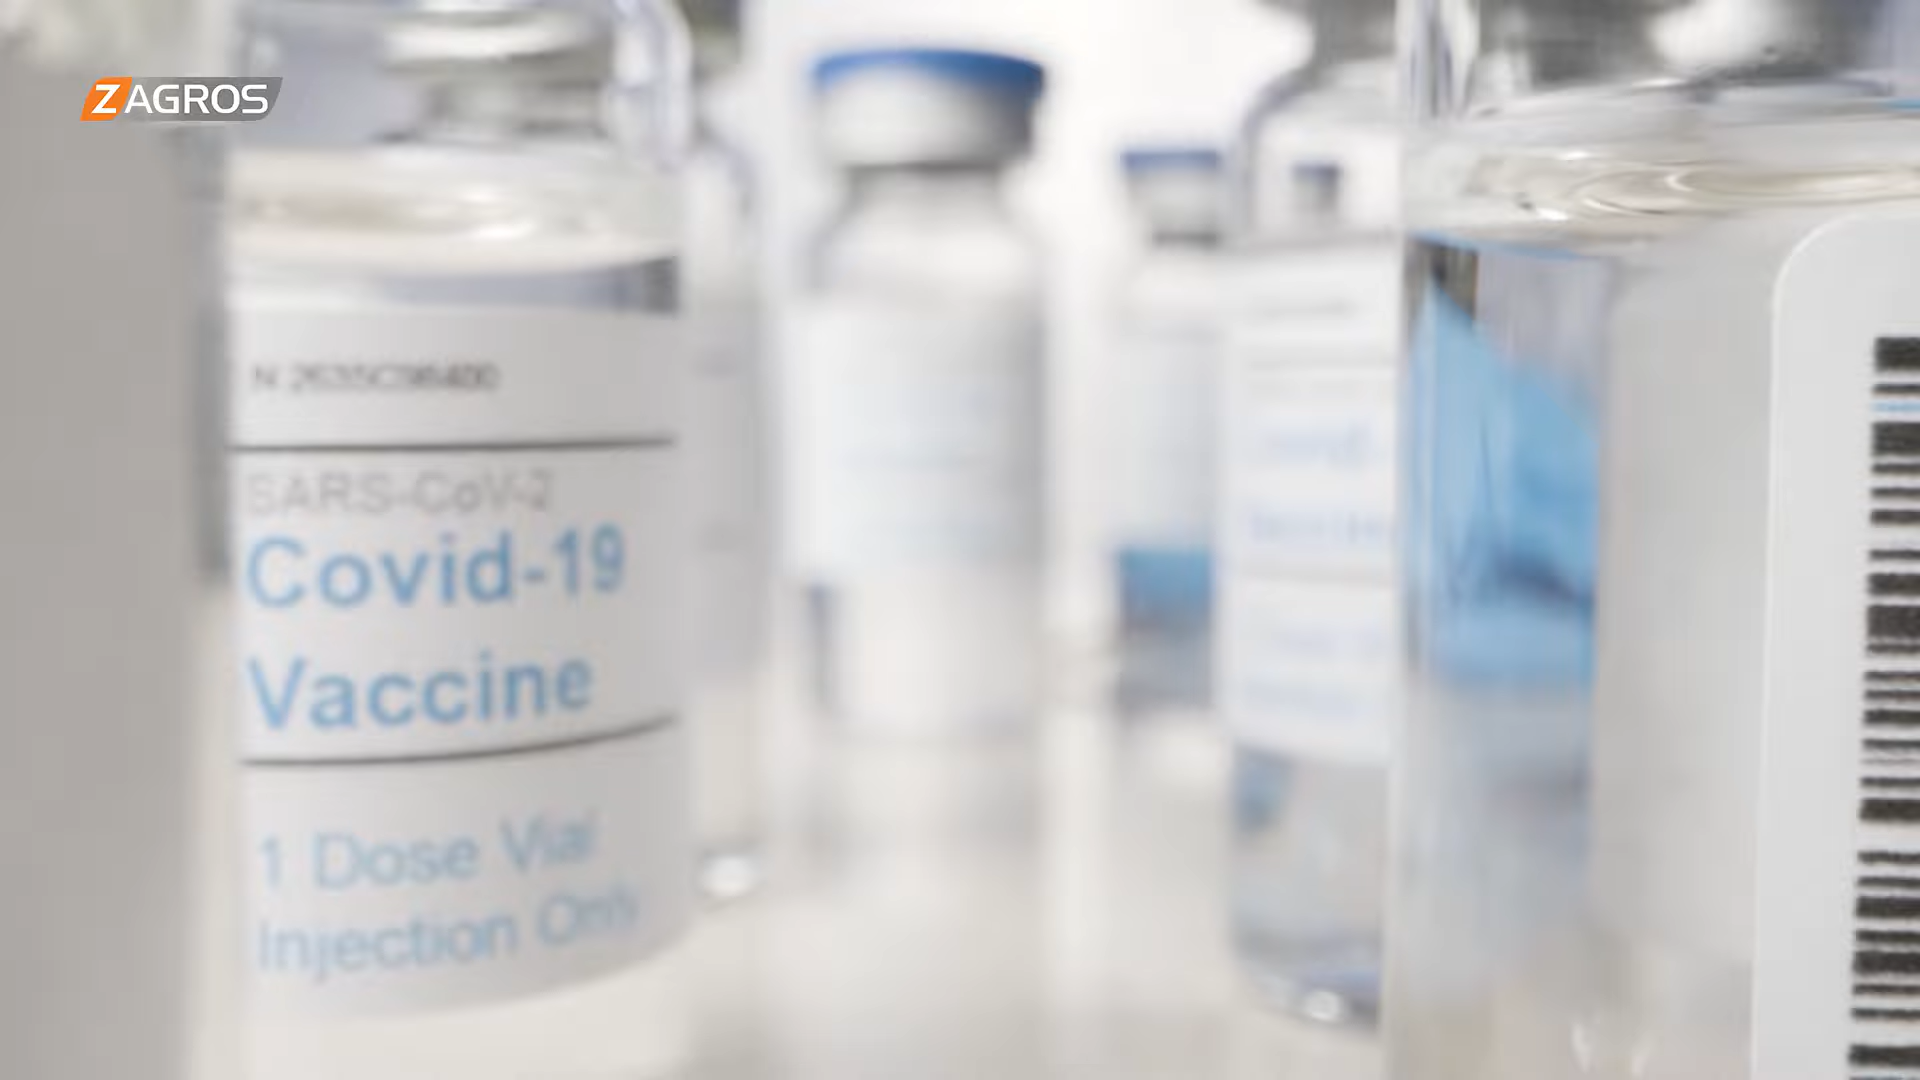 ZAGROS
SARS-CoV-2
Covid-19
Vaccine
1 Dose Vial
Injection Only